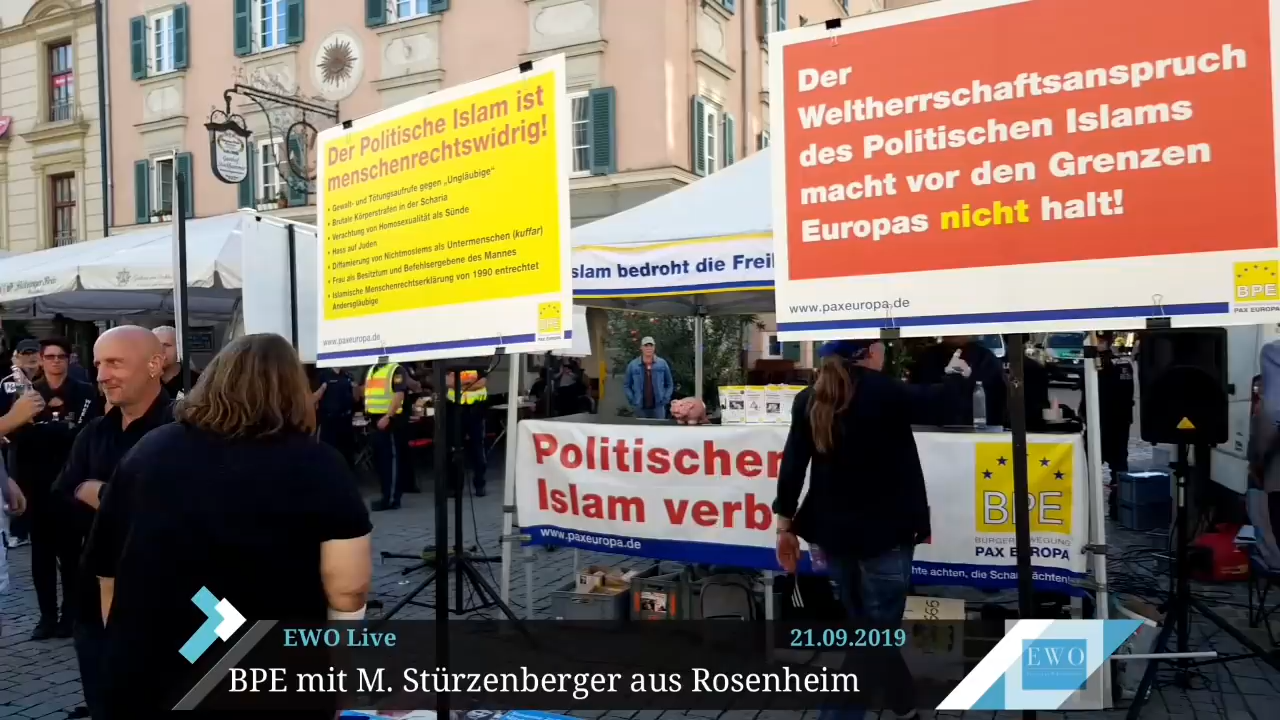 Der Politische Islam ist
menschenrechtswidrig!
• Gewalt- und Tötungsaufrufe gegen „Ungläubige“
• Brutale Körperstrafen in der Scharia
• Verachtung von Homosexualität als Sünde
• Hass auf Juden
• Diffamierung von Nichtmoslems als Untermenschen (kuffar)
• Frau als Besitztum und Befehlsergebene des Mannes
• Islamische Menschenrechtserklärung von 1990 entrechtet
Andersgläubige
www.paxeuropa.de
BPE
PAX EUROPA
Der
Weltherrschaftsanspruch
des Politischen Islams
macht vor den Grenzen
Europas nicht halt!
www.paxeuropa.de
BPE
PAX EUROPA
slam bedroht die Frei
Politischen
Islam verb
www.paxeuropa.de
BPE
PAX EUROPA
hte achten, die Scharia ächten!
EWO Live
21.09.2019
BPE mit M. Stürzenberger aus Rosenheim
EWO